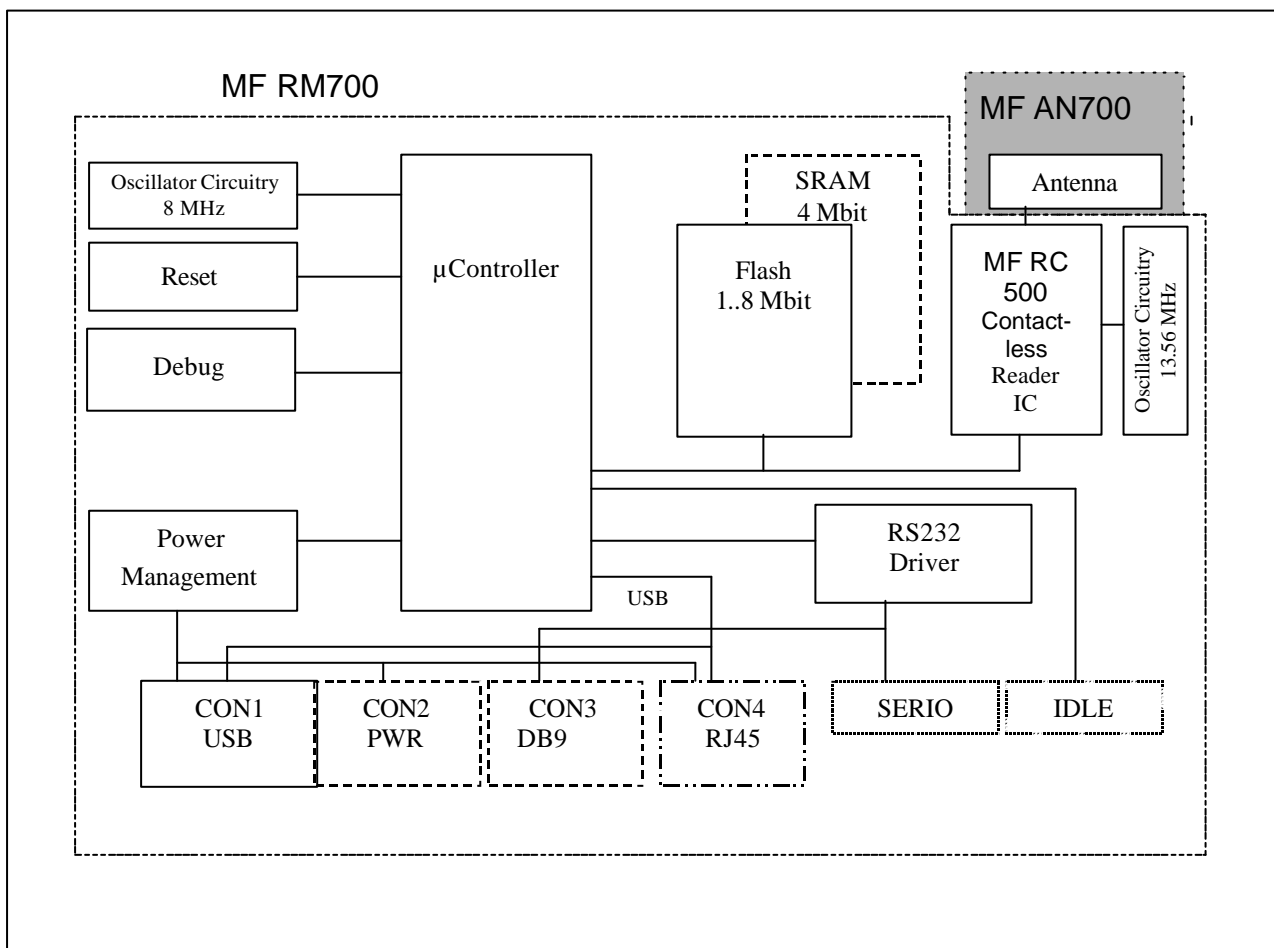 MF RM700
MF AN700
Antenna
Oscillator Circuitry
8 MHz
Reset
Debug
µController
SRAM
4 Mbit
Flash
1..8 Mbit
MF RC
500
Contact-
less
Reader
IC
Oscillator Circuitry
13.56 MHz
Power
Management
RS232
Driver
USB
CON1
USB
CON2
PWR
CON3
DB9
CON4
RJ45
SERIO
IDLE